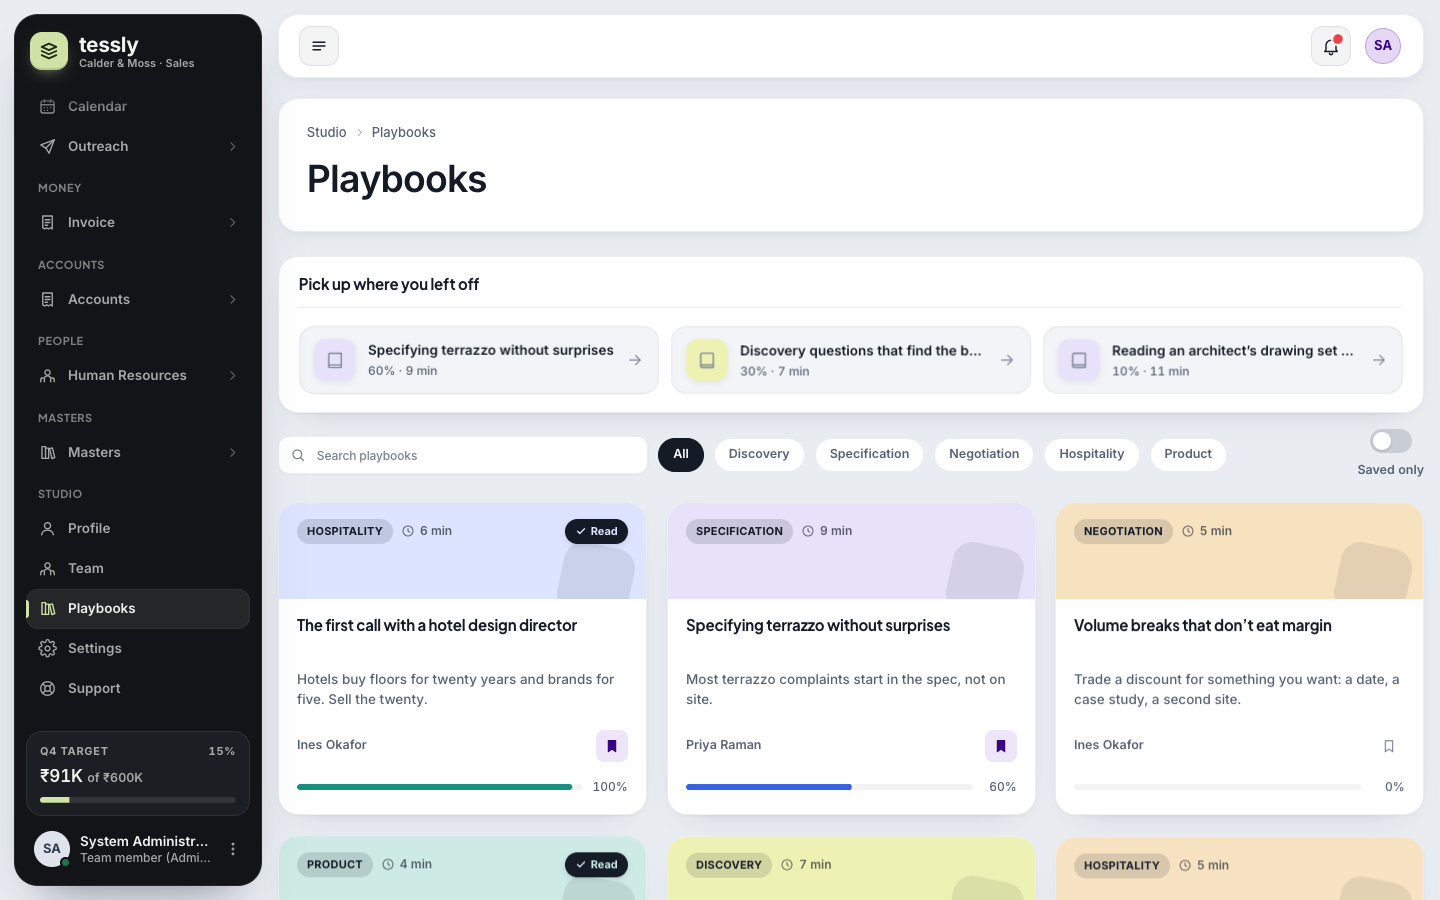 tessly
Calder & Moss · Sales
Calendar
Outreach
MONEY
Invoice
ACCOUNTS
Accounts
PEOPLE
Human Resources
MASTERS
Masters
STUDIO
Profile
Team
Playbooks
Settings
Support
Q4 TARGET 15%
₹91K of ₹600K
SA
System Administr...
Team member (Admi...
SA
Studio > Playbooks
Playbooks
Pick up where you left off
Specifying terrazzo without surprises
60% · 9 min
Discovery questions that find the b...
30% · 7 min
Reading an architect’s drawing set ...
10% · 11 min
Search playbooks
All
Discovery
Specification
Negotiation
Hospitality
Product
Saved only
HOSPITALITY 6 min Read
The first call with a hotel design director
Hotels buy floors for twenty years and brands for
five. Sell the twenty.
Ines Okafor
100%
SPECIFICATION 9 min
Specifying terrazzo without surprises
Most terrazzo complaints start in the spec, not on
site.
Priya Raman
60%
NEGOTIATION 5 min
Volume breaks that don’t eat margin
Trade a discount for something you want: a date, a
case study, a second site.
Ines Okafor
0%
PRODUCT 4 min Read
DISCOVERY 7 min
HOSPITALITY 5 min